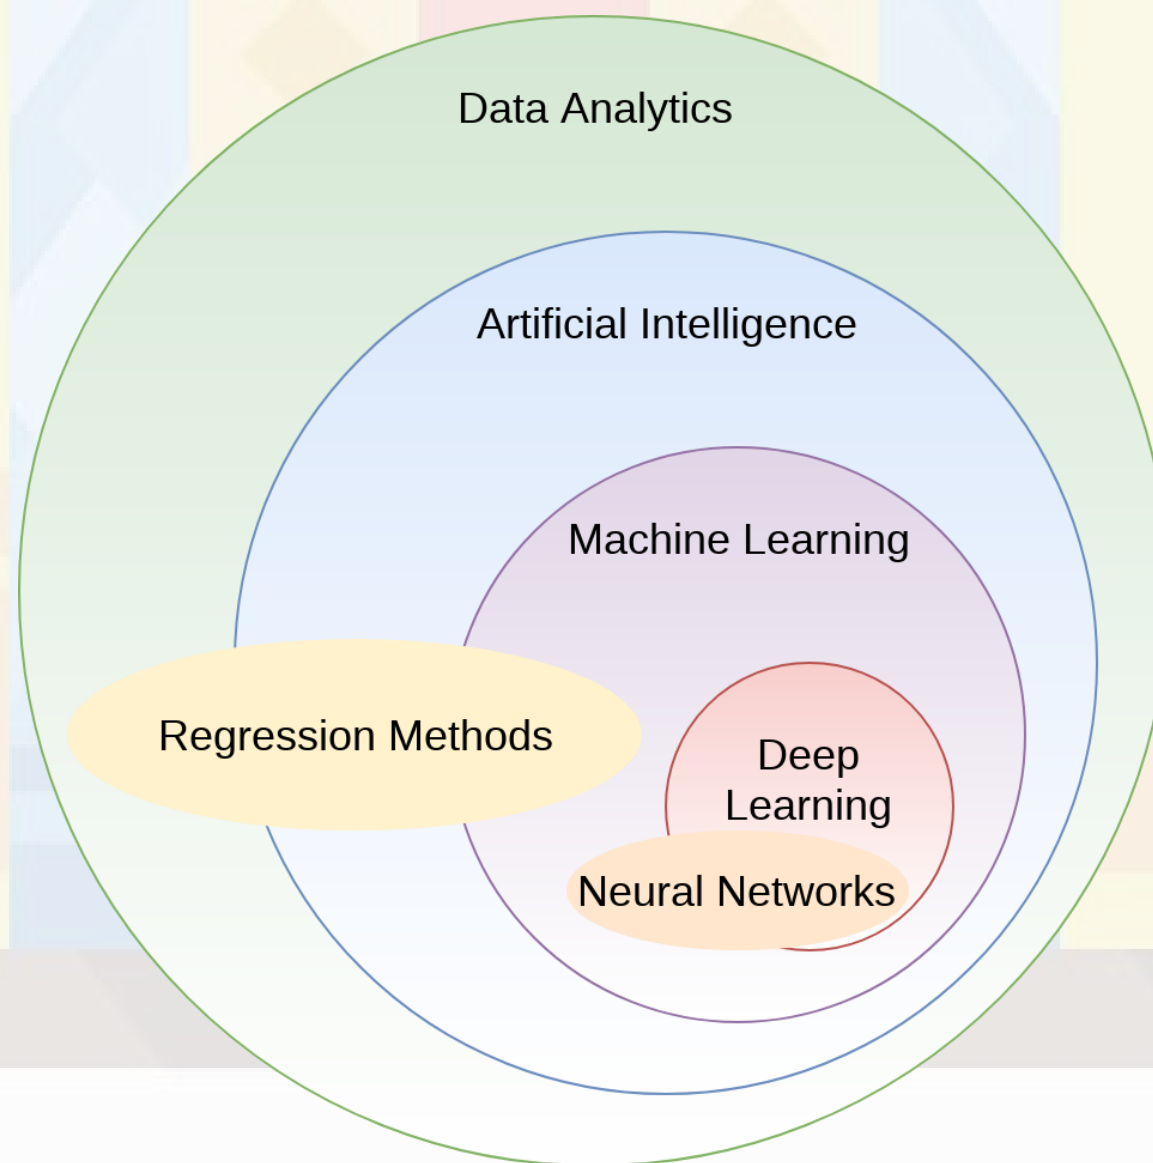 Data Analytics
Artificial Intelligence
Machine Learning
Regression Methods
Deep
Learning
Neural Networks